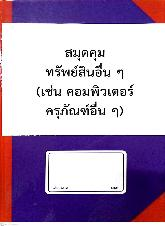 สมุดคุม
ทรัพย์สินอื่น ๆ
(เช่น คอมพิวเตอร์
ครุภัณฑ์อื่น ๆ)